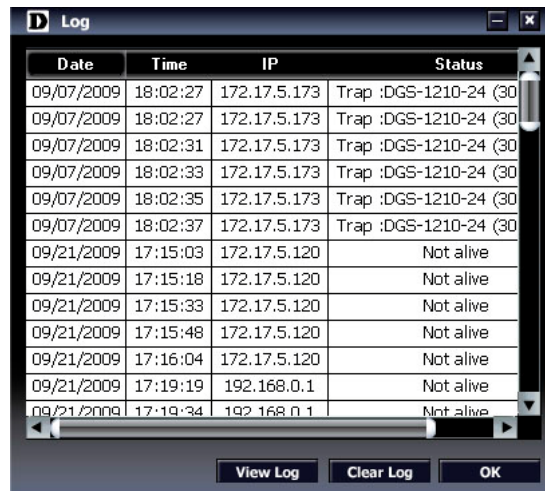 D Log
Date Time IP Status
09/07/2009 18:02:27 172.17.5.173 Trap :DGS-1210-24 (30
09/07/2009 18:02:27 172.17.5.173 Trap :DGS-1210-24 (30
09/07/2009 18:02:31 172.17.5.173 Trap :DGS-1210-24 (30
09/07/2009 18:02:33 172.17.5.173 Trap :DGS-1210-24 (30
09/07/2009 18:02:35 172.17.5.173 Trap :DGS-1210-24 (30
09/07/2009 18:02:37 172.17.5.173 Trap :DGS-1210-24 (30
09/21/2009 17:15:03 172.17.5.120 Not alive
09/21/2009 17:15:18 172.17.5.120 Not alive
09/21/2009 17:15:33 172.17.5.120 Not alive
09/21/2009 17:15:48 172.17.5.120 Not alive
09/21/2009 17:16:04 172.17.5.120 Not alive
09/21/2009 17:19:19 192.168.0.1 Not alive
09/21/2009 17:19:34 192.168.0.1 Not alive
View Log Clear Log OK